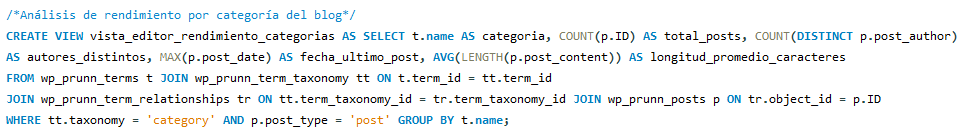 /*Análisis de rendimiento por categoría del blog*/
CREATE VIEW vista_editor_rendimiento_categorias AS SELECT t.name AS categoria, COUNT(p.ID) AS total_posts, COUNT(DISTINCT p.post_author)
AS autores_distintos, MAX(p.post_date) AS fecha_ultimo_post, AVG(LENGTH(p.post_content)) AS longitud_promedio_caracteres
FROM wp_prunn_terms t JOIN wp_prunn_term_taxonomy tt ON t.term_id = tt.term_id
JOIN wp_prunn_term_relationships tr ON tt.term_taxonomy_id = tr.term_taxonomy_id JOIN wp_prunn_posts p ON tr.object_id = p.ID
WHERE tt.taxonomy = 'category' AND p.post_type = 'post' GROUP BY t.name;